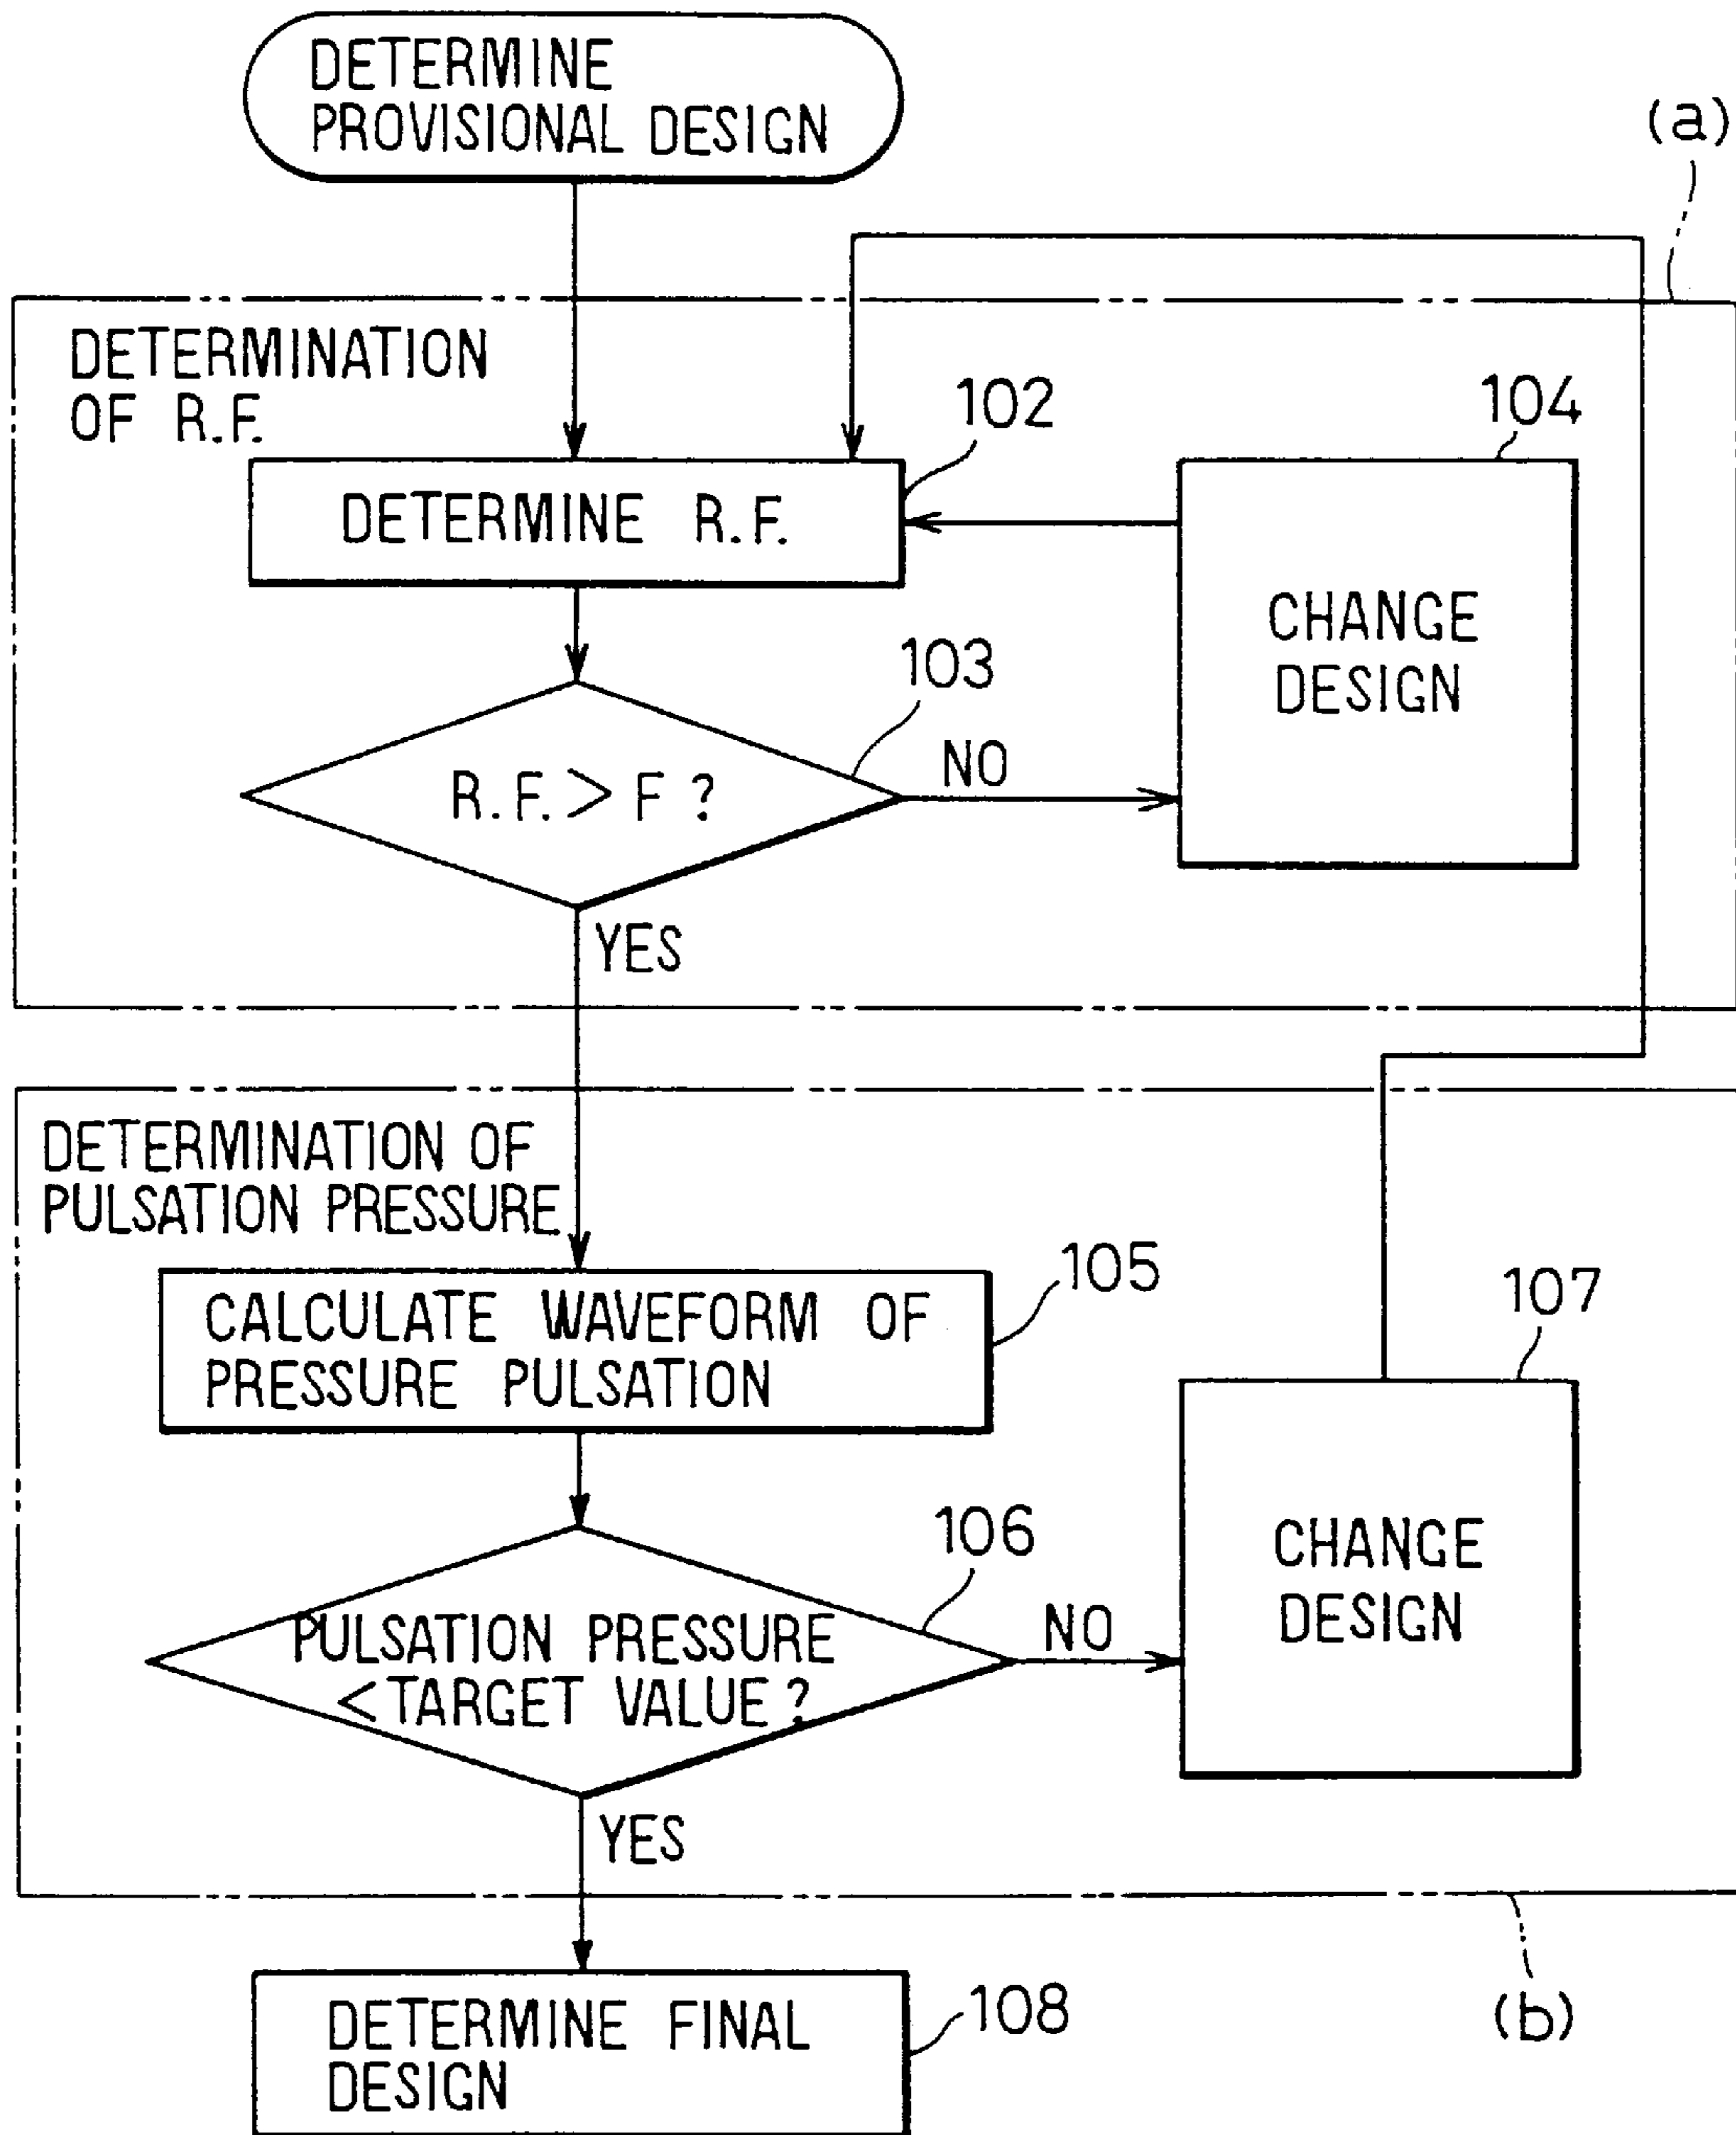 DETERMINE
PROVISIONAL DESIGN
(a)
DETERMINATION
OF R.F.
102
104
DETERMINE R.F.
CHANGE
DESIGN
103
R.F. > F ?
NO
YES
DETERMINATION OF
PULSATION PRESSURE
105
107
CALCULATE WAVEFORM OF
PRESSURE PULSATION
106
CHANGE
DESIGN
PULSATION PRESSURE
< TARGET VALUE ?
NO
YES
(b)
108
DETERMINE FINAL
DESIGN